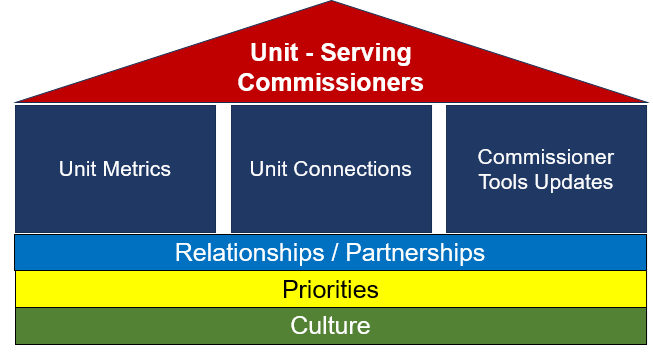 Unit - Serving
Commissioners
Unit Metrics
Unit Connections
Commissioner
Tools Updates
Relationships / Partnerships
Priorities
Culture